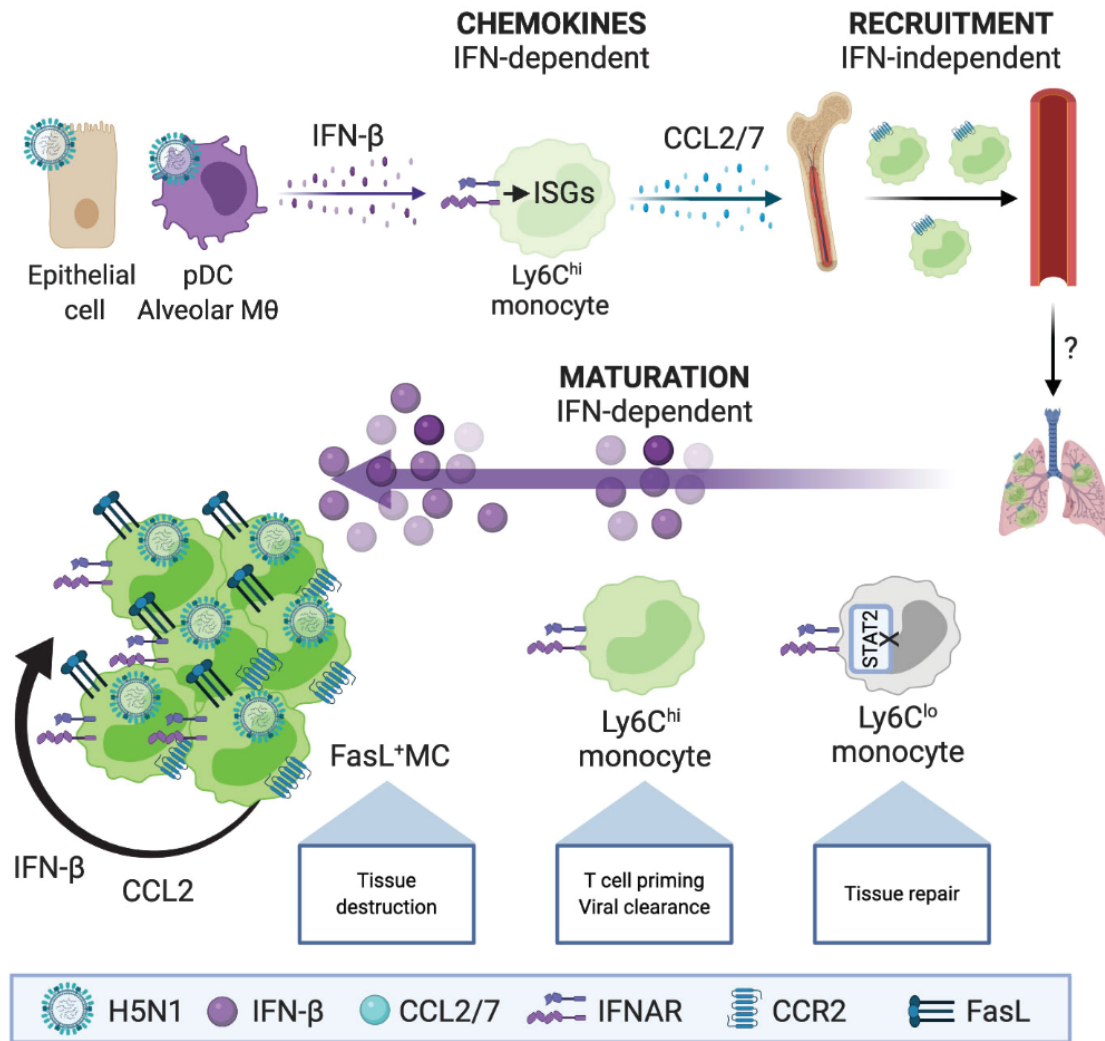 CHEMOKINES
IFN-dependent
RECRUITMENT
IFN-independent
IFN-β
ISGs
CCL2/7
Epithelial
cell
pDC
Alveolar Mθ
Ly6Chi
monocyte
?
MATURATION
IFN-dependent
STAT2
X
FasL+MC
Ly6Chi
monocyte
Ly6Clo
monocyte
IFN-β
CCL2
Tissue
destruction
T cell priming
Viral clearance
Tissue repair
H5N1
IFN-β
CCL2/7
IFNAR
CCR2
FasL